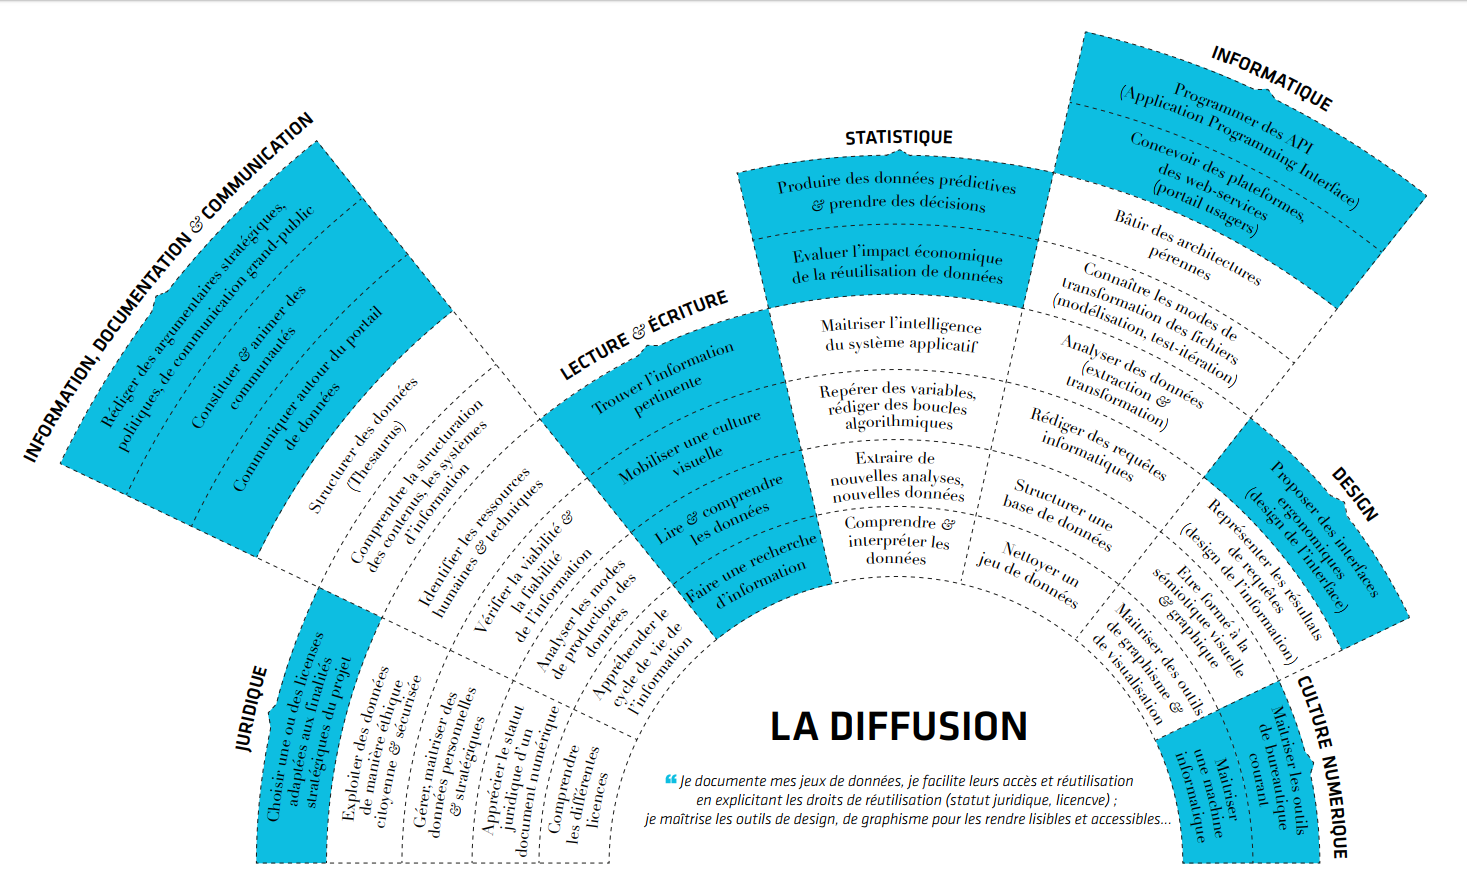 JURIDIQUE
Choisir une ou des licenses
adaptées aux finalités
stratégiques du projet
Exploiter des données
de manière éthique,
citoyenne & sécurisée
Gérer, maitriser des
données personnelles
& stratégiques
Apprécier le statut
juridique d'un
document numérique
Comprendre
les différentes
licences
INFORMATION, DOCUMENTATION & COMMUNICATION
Rédiger des argumentaires stratégiques,
politiques, de communication grand-public
Constituer & animer des
communautés
Communiquer autour du portail
de données
Structurer des données
(Thesaurus)
Comprendre la structuration
des contenus, les systèmes
d'information
Identifier les ressources
humaines & techniques
Vérifier la viabilité &
la fiabilité
de l'information
Analyser les modes
de production des
données
Appréhender le
cycle de vie de
l'information
LECTURE & ÉCRITURE
Trouver l'information
pertinente
Mobiliser une culture
visuelle
Lire & comprendre
les données
Faire une recherche
d'information
STATISTIQUE
Produire des données prédictives
& prendre des décisions
Evaluer l'impact économique
de la réutilisation de données
Maitriser l'intelligence
du système applicatif
Repérer des variables,
rédiger des boucles
algorithmiques
Extraire de
nouvelles analyses,
nouvelles données
Comprendre &
interpréter les
données
INFORMATIQUE
Programmer des API
(Application Programming Interface)
Concevoir des plateformes,
des web-services
(portail usagers)
Bâtir des architectures
pérennes
Connaître les modes de
transformation des fichiers
(modélisation, test-itération)
Analyser des données
(extraction &
transformation)
Rédiger des requêtes
informatiques
Structurer une
base de données
Nettoyer un
jeu de données
DESIGN
Proposer des interfaces
ergonomiques
(design de l'interface)
Représenter les résultats
de requêtes
(design de l'information)
Etre formé à la
sémiotique visuelle
& graphique
Maitriser des outils
de graphisme &
de visualisation
CULTURE NUMERIQUE
Maitriser les outils
de bureautique
courant
Maitriser
une machine
informatique
LA DIFFUSION
❝ Je documente mes jeux de données, je facilite leurs accès et réutilisation
en explicitant les droits de réutilisation (statut juridique, licencve) ;
je maîtrise les outils de design, de graphisme pour les rendre lisibles et accessibles...